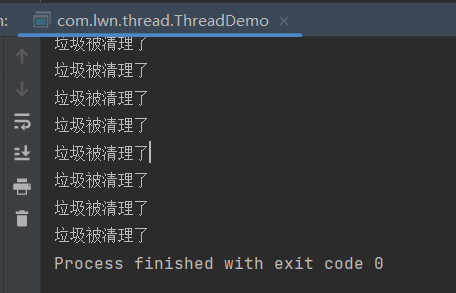 n:
com.lwn.thread.ThreadDemo
垃圾被清理了
垃圾被清理了
垃圾被清理了
垃圾被清理了
垃圾被清理了
垃圾被清理了
垃圾被清理了
垃圾被清理了
Process finished with exit code 0